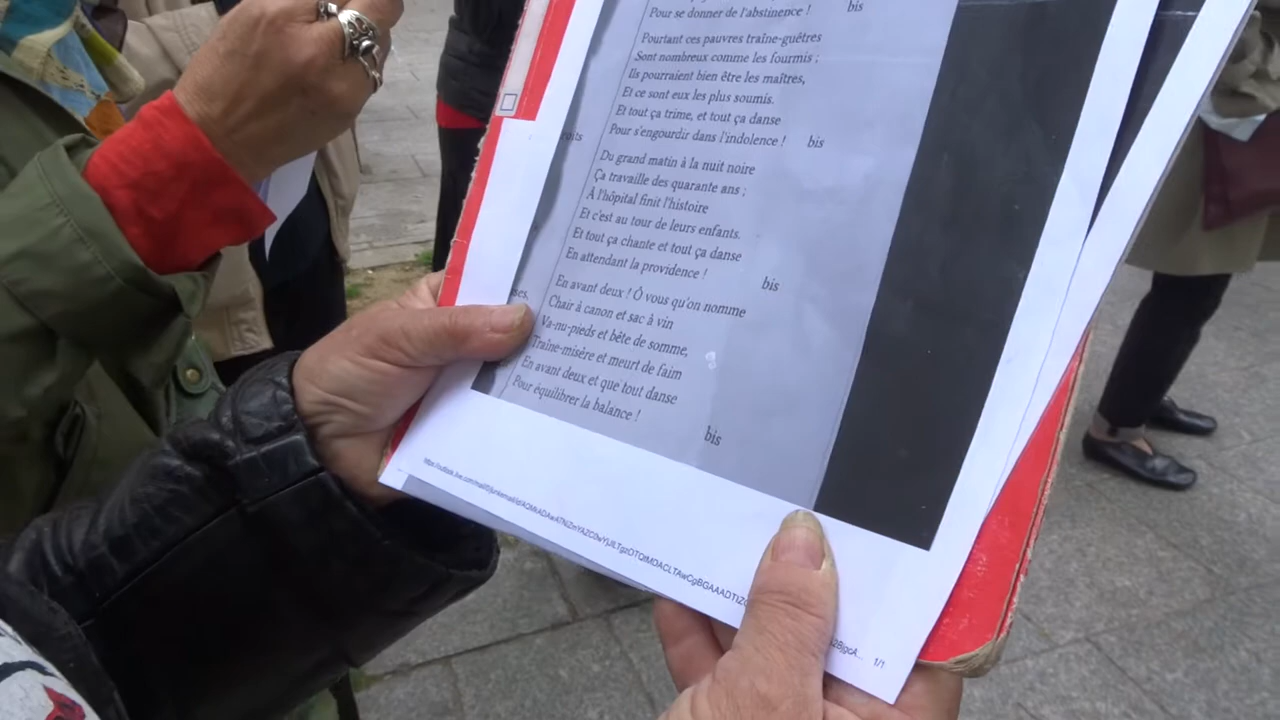 Pour se donner de l'abstinence ! bis
Pourtant ces pauvres traîne-guêtres
Sont nombreux comme les fourmis ;
Ils pourraient bien être les maîtres,
Et ce sont eux les plus soumis.
Et tout ça trime, et tout ça danse
Pour s'engourdir dans l'indolence ! bis
Du grand matin à la nuit noire
Ça travaille des quarante ans ;
À l'hôpital finit l'histoire
Et c'est au tour de leurs enfants.
Et tout ça chante et tout ça danse
En attendant la providence ! bis
En avant deux ! Ô vous qu'on nomme
Chair à canon et sac à vin
Va-nu-pieds et bête de somme,
Traîne-misère et meurt de faim
En avant deux et que tout danse
Pour équilibrer la balance ! bis
1/1